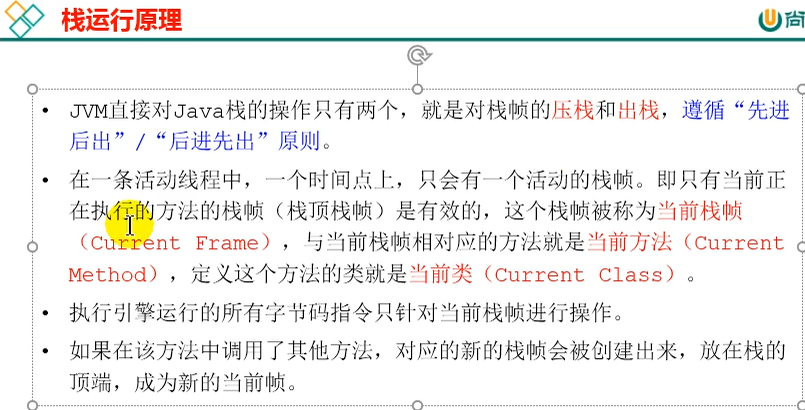 栈运行原理
尚
• JVM直接对Java栈的操作只有两个，就是对栈帧的压栈和出栈，遵循“先进
后出”/“后进先出”原则。
• 在一条活动线程中，一个时间点上，只会有一个活动的栈帧。即只有当前正
在执行的方法的栈帧（栈顶栈帧）是有效的，这个栈帧被称为当前栈帧
（Current Frame），与当前栈帧相对应的方法就是当前方法（Current
Method），定义这个方法的类就是当前类（Current Class）。
• 执行引擎运行的所有字节码指令只针对当前栈帧进行操作。
• 如果在该方法中调用了其他方法，对应的新的栈帧会被创建出来，放在栈的
顶端，成为新的当前帧。